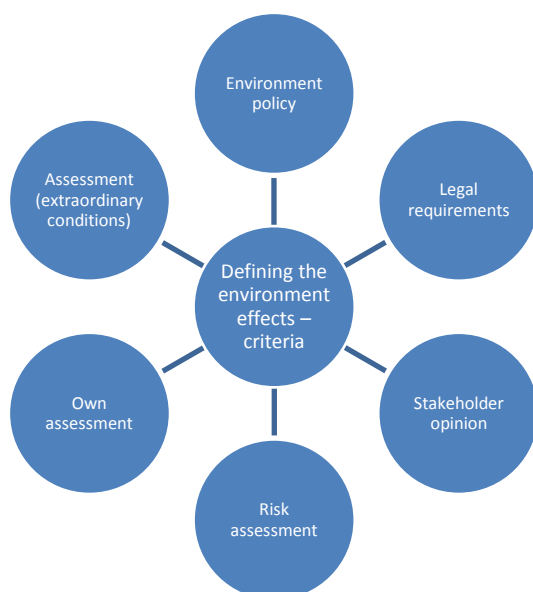 Environment
policy
Assessment
(extraordinary
conditions)
Legal
requirements
Defining the
environment
effects –
criteria
Own
assessment
Stakeholder
opinion
Risk
assessment